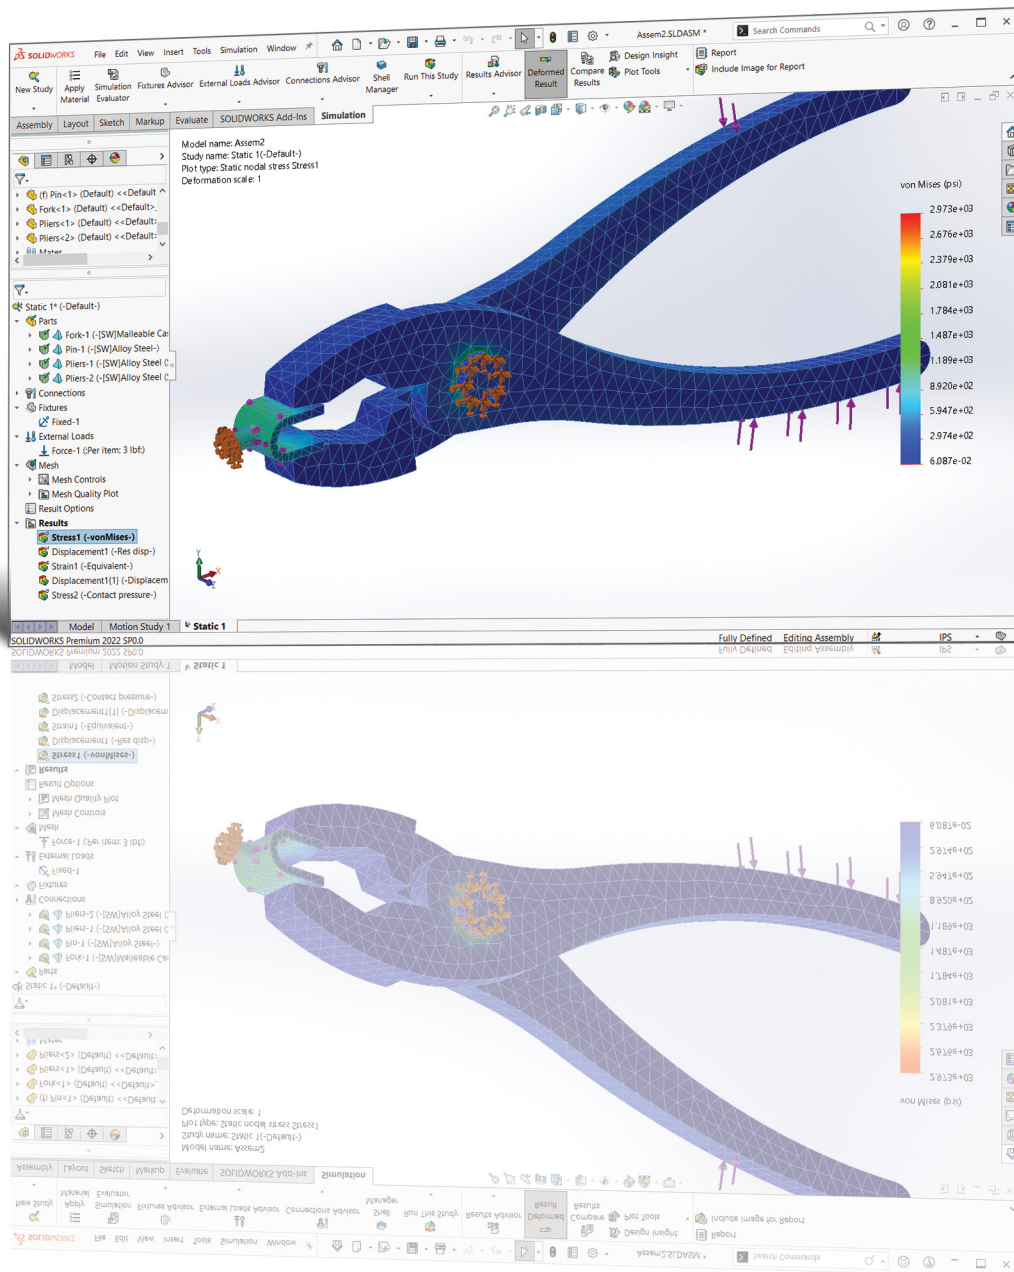 SOLIDWORKS File Edit View Insert Tools Simulation Window Assem2.SLDASM * Search Commands
New Study Apply Material Simulation Evaluator Fixtures Advisor External Loads Advisor Connections Advisor Shell Manager Run This Study Results Advisor Deformed Result Compare Results Design Insight Plot Tools Report Include Image for Report
Assembly Layout Sketch Markup Evaluate SOLIDWORKS Add-Ins Simulation
Model name: Assem2
Study name: Static 1(-Default-)
Plot type: Static nodal stress Stress1
Deformation scale: 1
(f) Pin<1> (Default) <<Default
Fork<1> (Default) <<Default>
Pliers<1> (Default) <<Default>
Pliers<2> (Default) <<Default>
Mates
Static 1* (-Default-)
Parts
Fork-1 (-[SW]Malleable Cas
Pin-1 (-[SW]Alloy Steel-)
Pliers-1 (-[SW]Alloy Steel (
Pliers-2 (-[SW]Alloy Steel (
Connections
Fixtures
Fixed-1
External Loads
Force-1 (:Per item: 3 lbf:)
Mesh
Mesh Controls
Mesh Quality Plot
Result Options
Results
Stress1 (-vonMises-)
Displacement1 (-Res disp-)
Strain1 (-Equivalent-)
Displacement1{1} (-Displacem
Stress2 (-Contact pressure-)
von Mises (psi)
2.973e+03
2.676e+03
2.379e+03
2.081e+03
1.784e+03
1.487e+03
1.189e+03
8.920e+02
5.947e+02
2.974e+02
6.087e-02
Y
X
Z
Model Motion Study 1 Static 1
SOLIDWORKS Premium 2022 SP0.0 Fully Defined Editing Assembly IPS